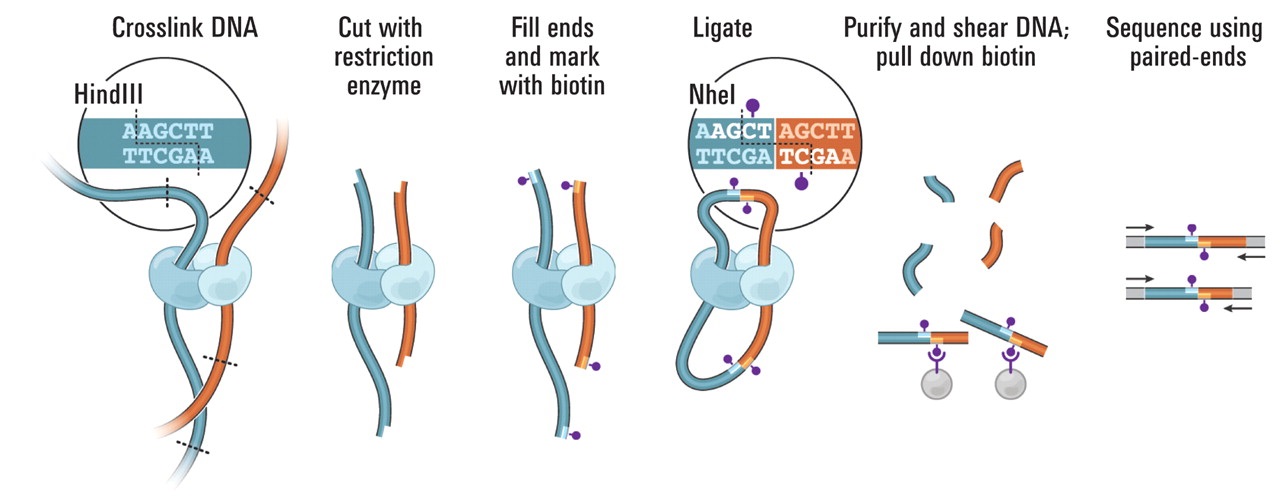 Crosslink DNA
HindIII
AAGCTT
TTCGAA
Cut with
restriction
enzyme
Fill ends
and mark
with biotin
Ligate
NheI
AAGCT AGCTT
TTCGA TCGAA
Purify and shear DNA;
pull down biotin
Sequence using
paired-ends